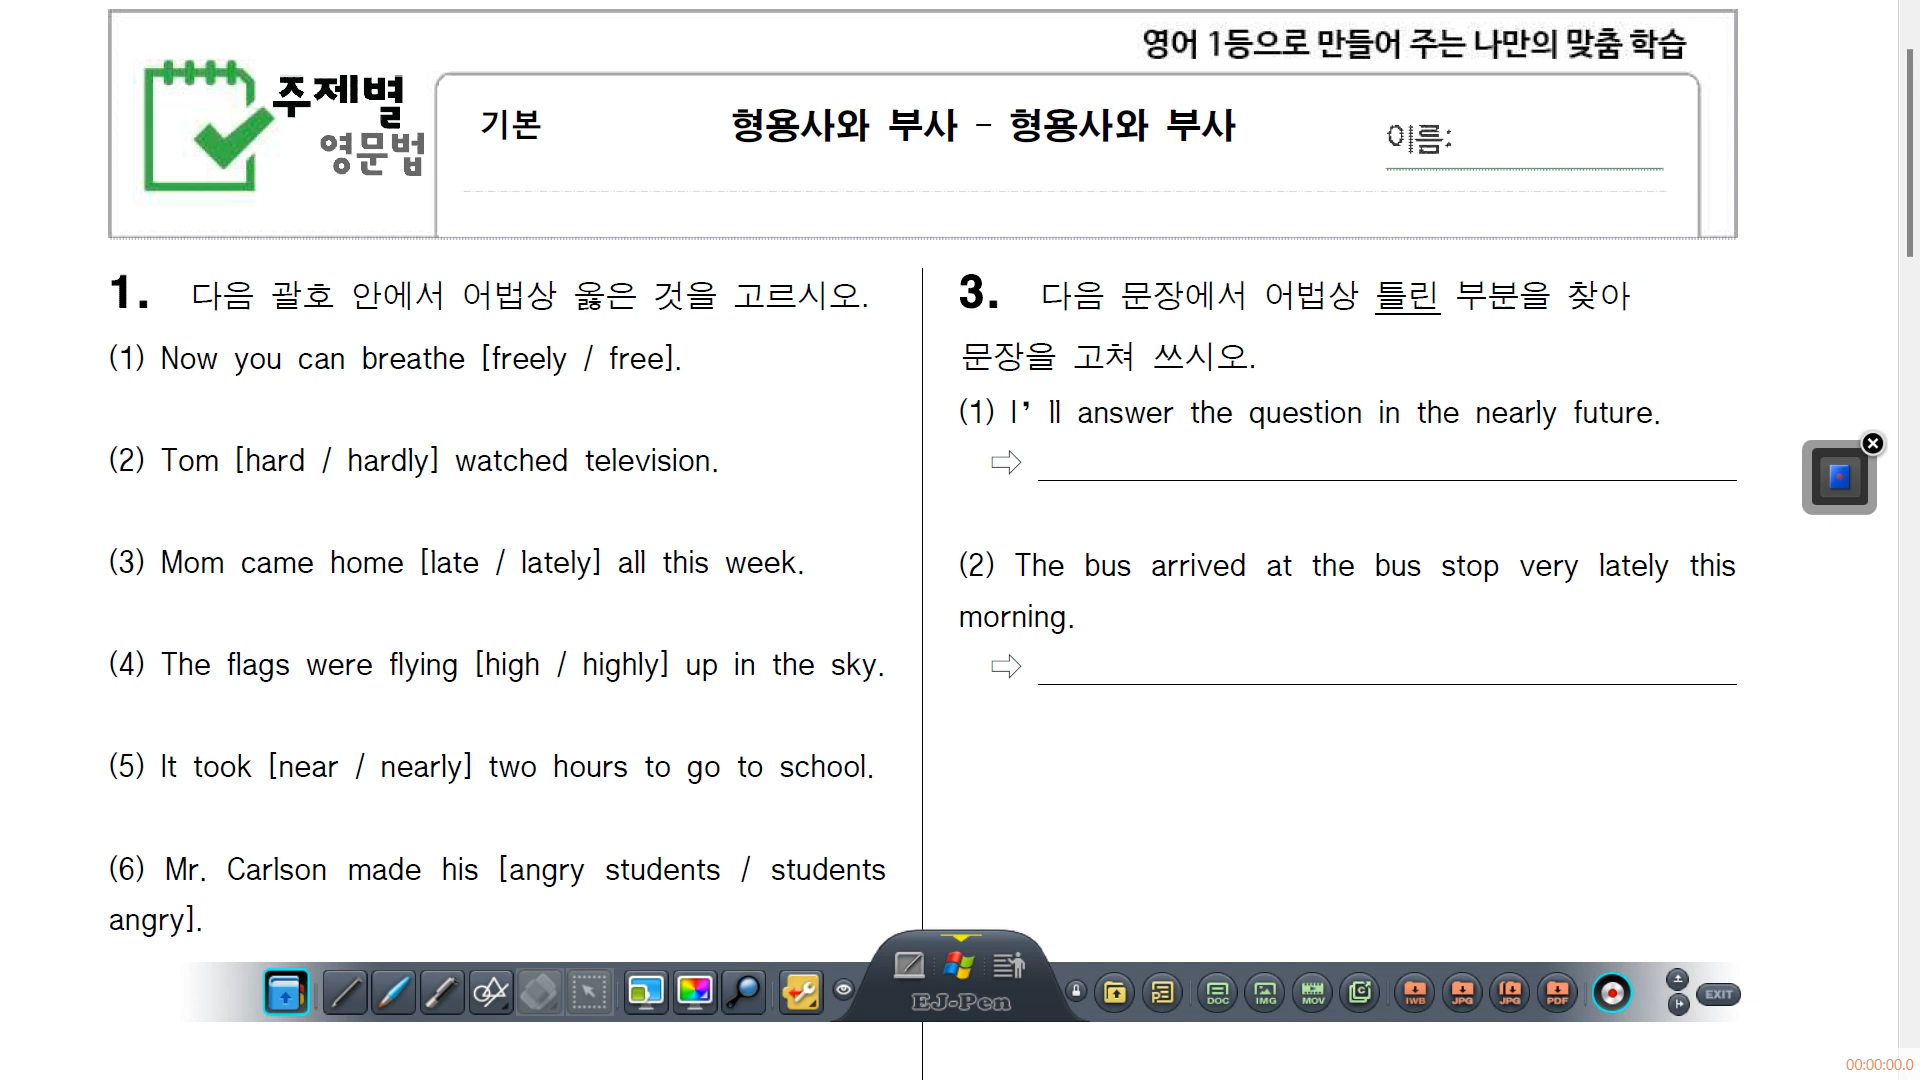 영어 1등으로 만들어 주는 나만의 맞춤 학습
주제별
영문법
기본
형용사와 부사 - 형용사와 부사
이름:
1. 다음 괄호 안에서 어법상 옳은 것을 고르시오.
(1) Now you can breathe [freely / free].
(2) Tom [hard / hardly] watched television.
(3) Mom came home [late / lately] all this week.
(4) The flags were flying [high / highly] up in the sky.
(5) It took [near / nearly] two hours to go to school.
(6) Mr. Carlson made his [angry students / students
angry].
3. 다음 문장에서 어법상 틀린 부분을 찾아
문장을 고쳐 쓰시오.
(1) I’ ll answer the question in the nearly future.
⇨
(2) The bus arrived at the bus stop very lately this
morning.
⇨
EJ-Pen
DOC
IMG
MOV
C
IWB
JPG
JPG
PDF
EXIT
00:00:00.0